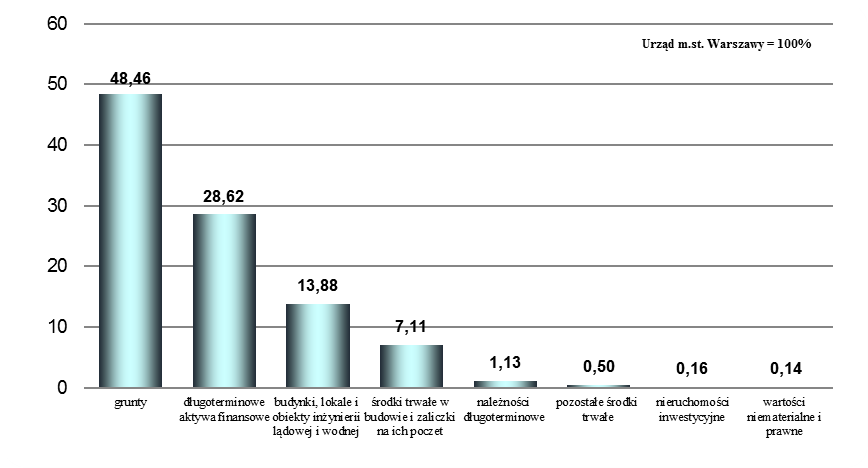 60
Urząd m.st. Warszawy = 100%
50
48,46
40
30
28,62
20
13,88
10
7,11
1,13
0,50
0,16
0,14
0
grunty
długoterminowe
aktywa finansowe
budynki, lokale i
obiekty inżynierii
lądowej i wodnej
środki trwałe w
budowie i zaliczki
na ich poczet
należności
długoterminowe
pozostałe środki
trwałe
nieruchomości
inwestycyjne
wartości
niematerialne i
prawne